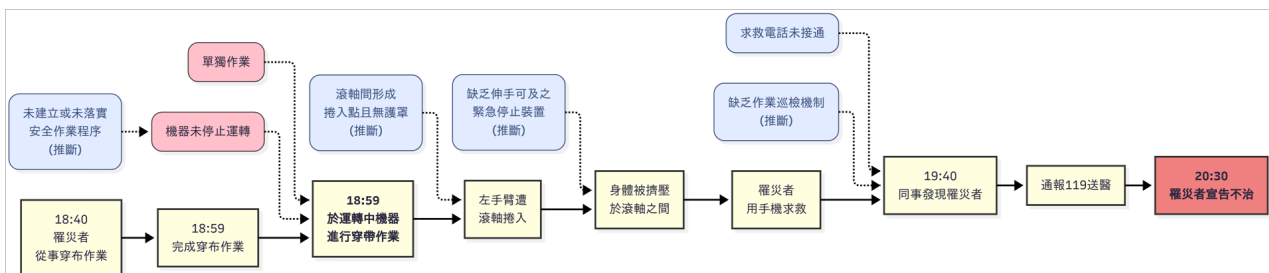 求救電話未接通
單獨作業
滾軸間形成
捲入點且無護罩
(推斷)
缺乏伸手可及之
緊急停止裝置
(推斷)
缺乏作業巡檢機制
(推斷)
未建立或未落實
安全作業程序
(推斷)
機器未停止運轉
18:40
罹災者
從事穿布作業
18:59
完成穿布作業
18:59
於運轉中機器
進行穿帶作業
左手臂遭
滾軸捲入
身體被擠壓
於滾軸之間
罹災者
用手機求救
19:40
同事發現罹災者
通報119送醫
20:30
罹災者宣告不治